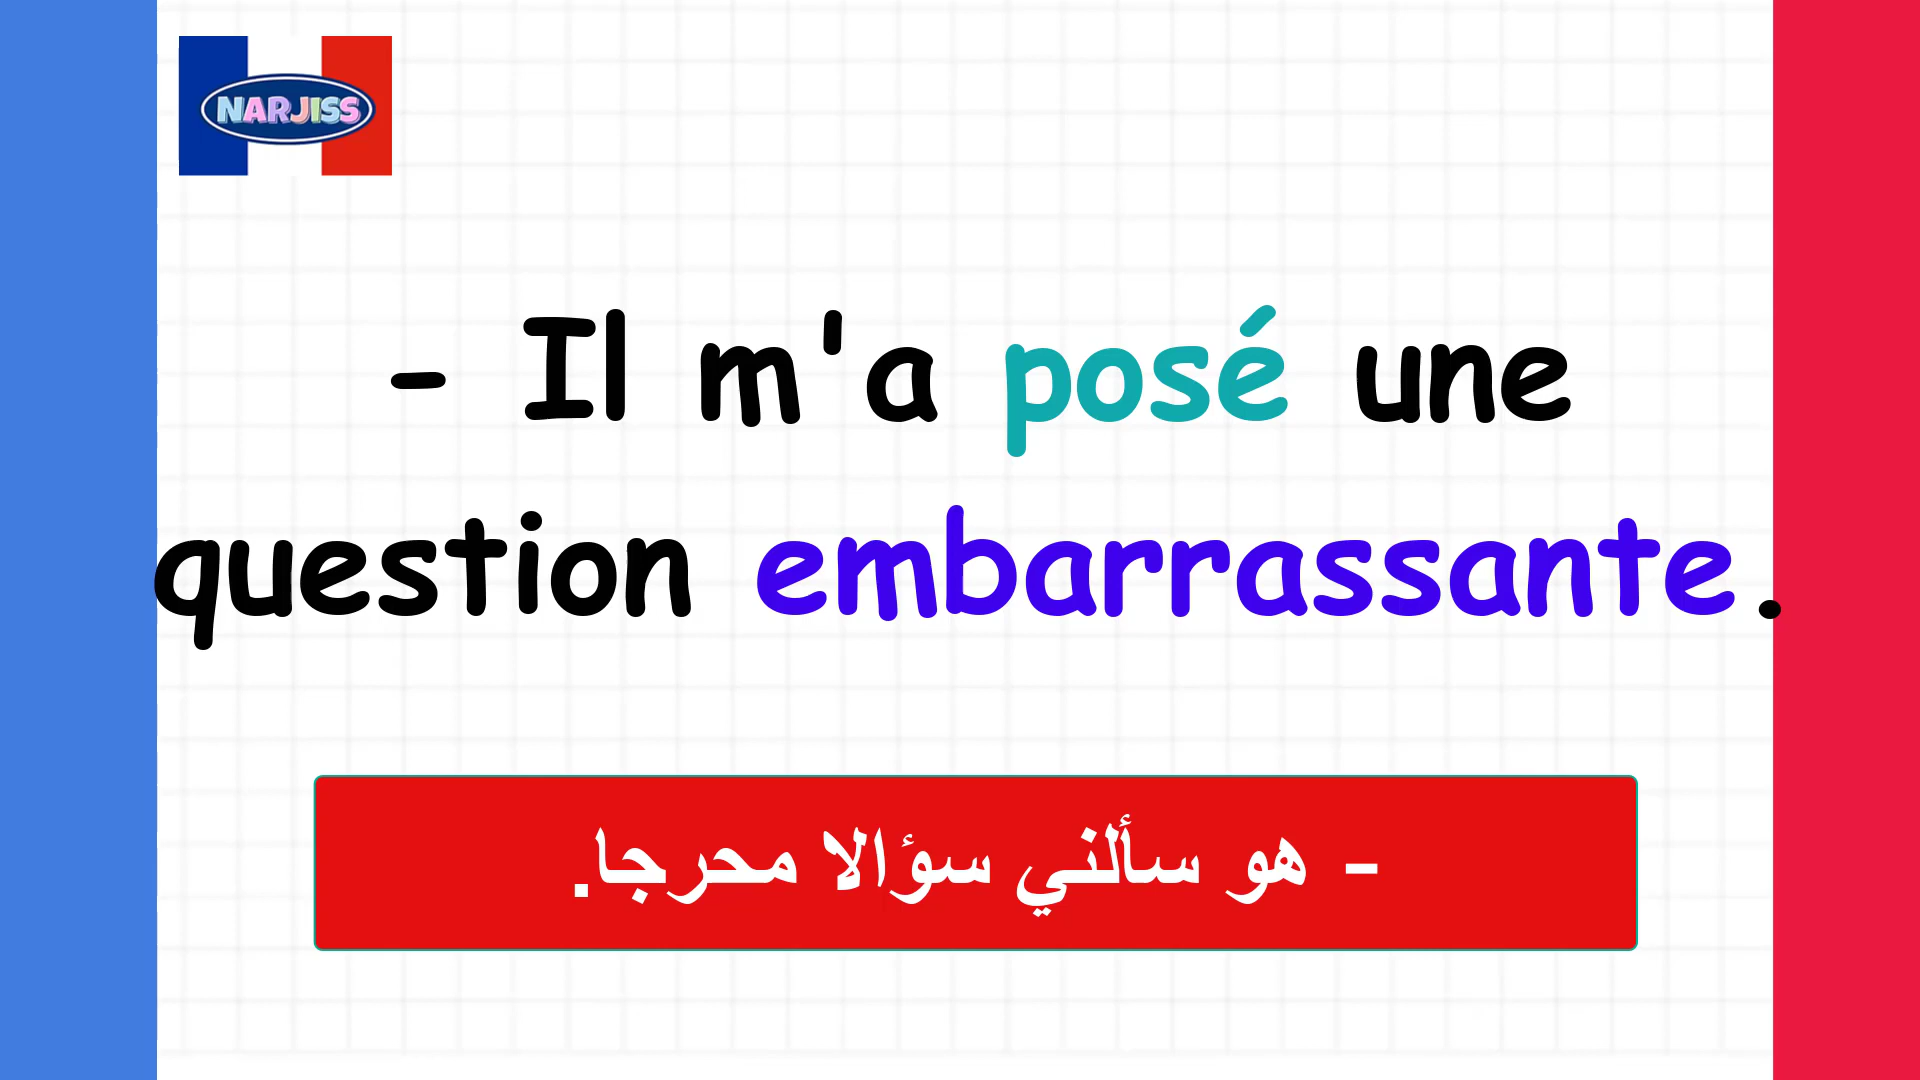 NARJISS
- Il m'a posé une
question embarrassante.
- هو سألني سؤالا محرجا.